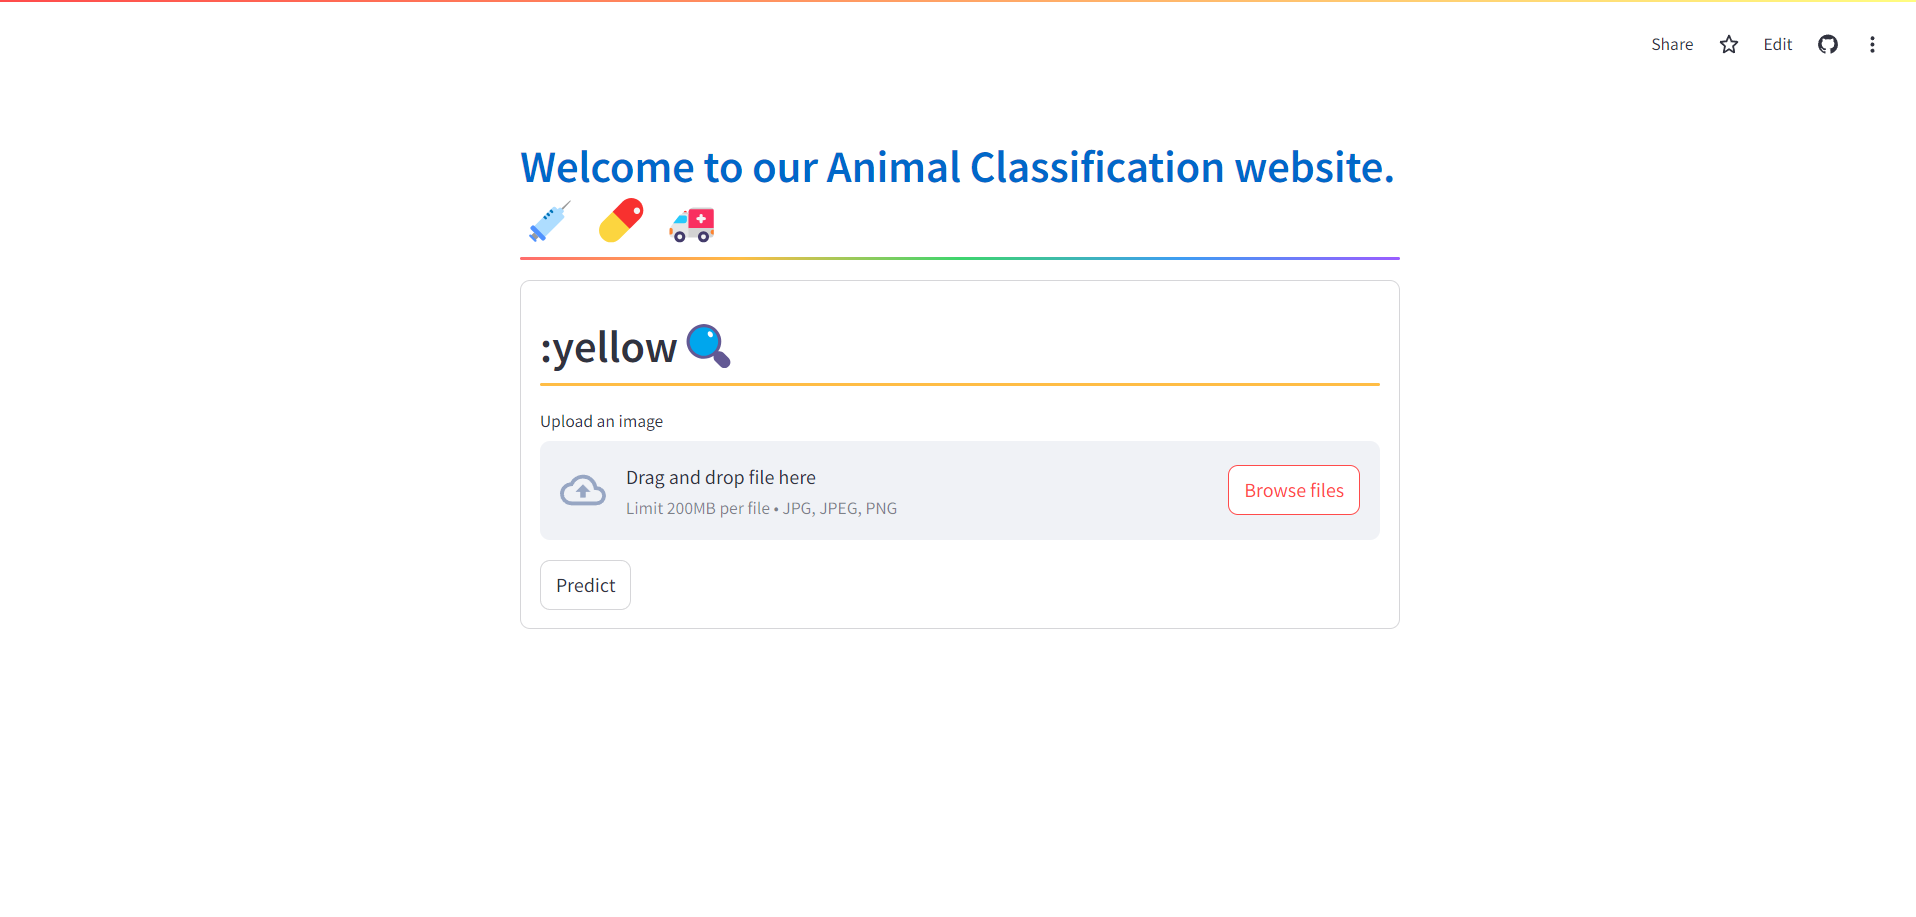 Share Edit
Welcome to our Animal Classification website.
:yellow
Upload an image
Drag and drop file here
Limit 200MB per file • JPG, JPEG, PNG
Browse files
Predict